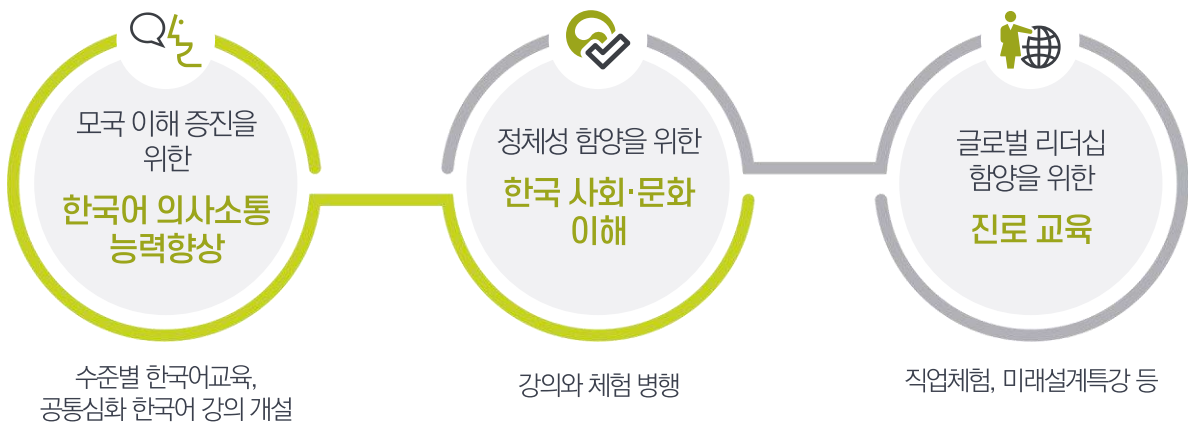 모국 이해 증진을
위한
한국어 의사소통
능력향상
수준별 한국어교육,
공통심화 한국어 강의 개설
정체성 함양을 위한
한국 사회·문화
이해
강의와 체험 병행
글로벌 리더십
함양을 위한
진로 교육
직업체험, 미래설계특강 등